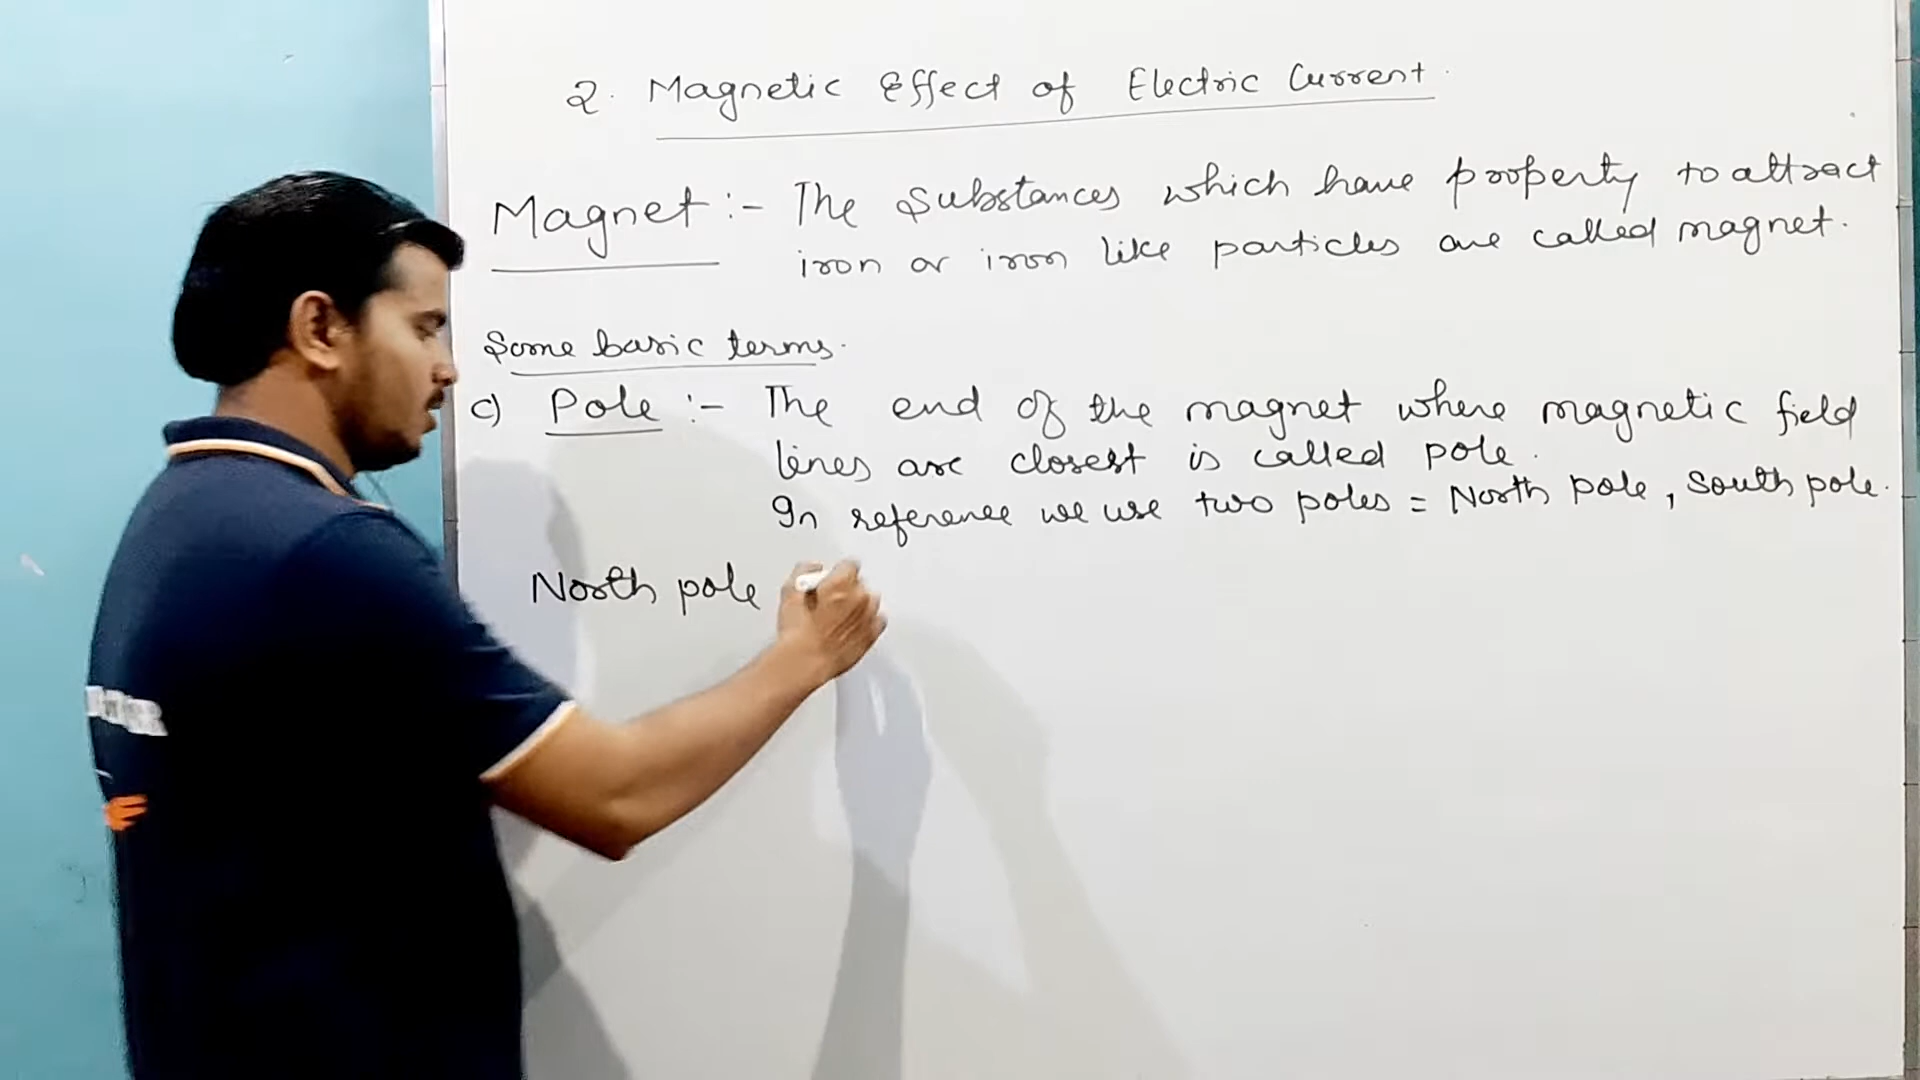 2. Magnetic Effect of Electric Current.
Magnet :- The substances which have property to attract
iron or iron like particles are called magnet.
Some basic terms.
c) Pole :- The end of the magnet where magnetic field
lines are closest is called pole.
In reference we use two poles = North pole, South pole.
North pole